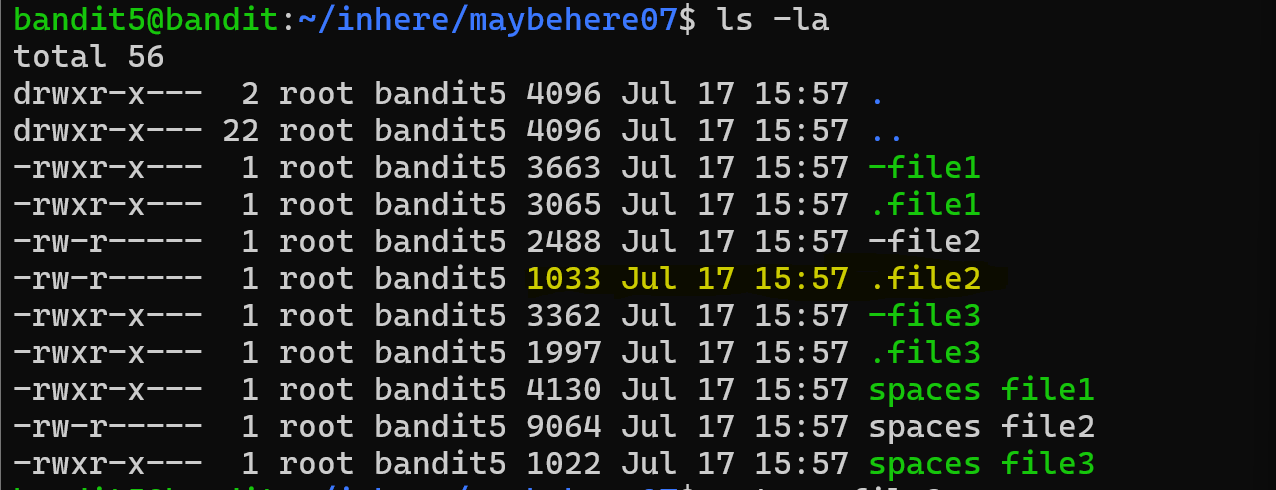 bandit5@bandit:~/inhere/maybehere07$ ls -la
total 56
drwxr-x---  2 root bandit5 4096 Jul 17 15:57 .
drwxr-x--- 22 root bandit5 4096 Jul 17 15:57 ..
-rwxr-x---  1 root bandit5 3663 Jul 17 15:57 -file1
-rwxr-x---  1 root bandit5 3065 Jul 17 15:57 .file1
-rw-r-----  1 root bandit5 2488 Jul 17 15:57 -file2
-rw-r-----  1 root bandit5 1033 Jul 17 15:57 .file2
-rwxr-x---  1 root bandit5 3362 Jul 17 15:57 -file3
-rwxr-x---  1 root bandit5 1997 Jul 17 15:57 .file3
-rwxr-x---  1 root bandit5 4130 Jul 17 15:57 spaces file1
-rw-r-----  1 root bandit5 9064 Jul 17 15:57 spaces file2
-rwxr-x---  1 root bandit5 1022 Jul 17 15:57 spaces file3